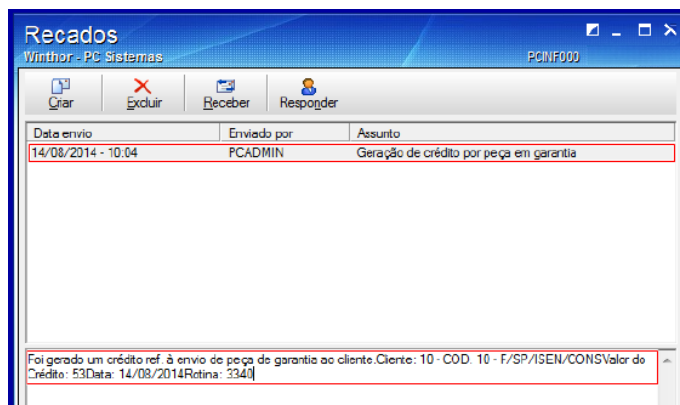 Recados
Winthor - PC Sistemas
PCINF000
Criar Excluir Receber Responder
Data envio Enviado por Assunto
14/08/2014 - 10:04 PCADMIN Geração de crédito por peça em garantia
Foi gerado um crédito ref. à envio de peça de garantia ao cliente.Cliente: 10 - COD. 10 - F/SP/ISEN/CONSValor do
Crédito: 53Data: 14/08/2014Rotina: 3340